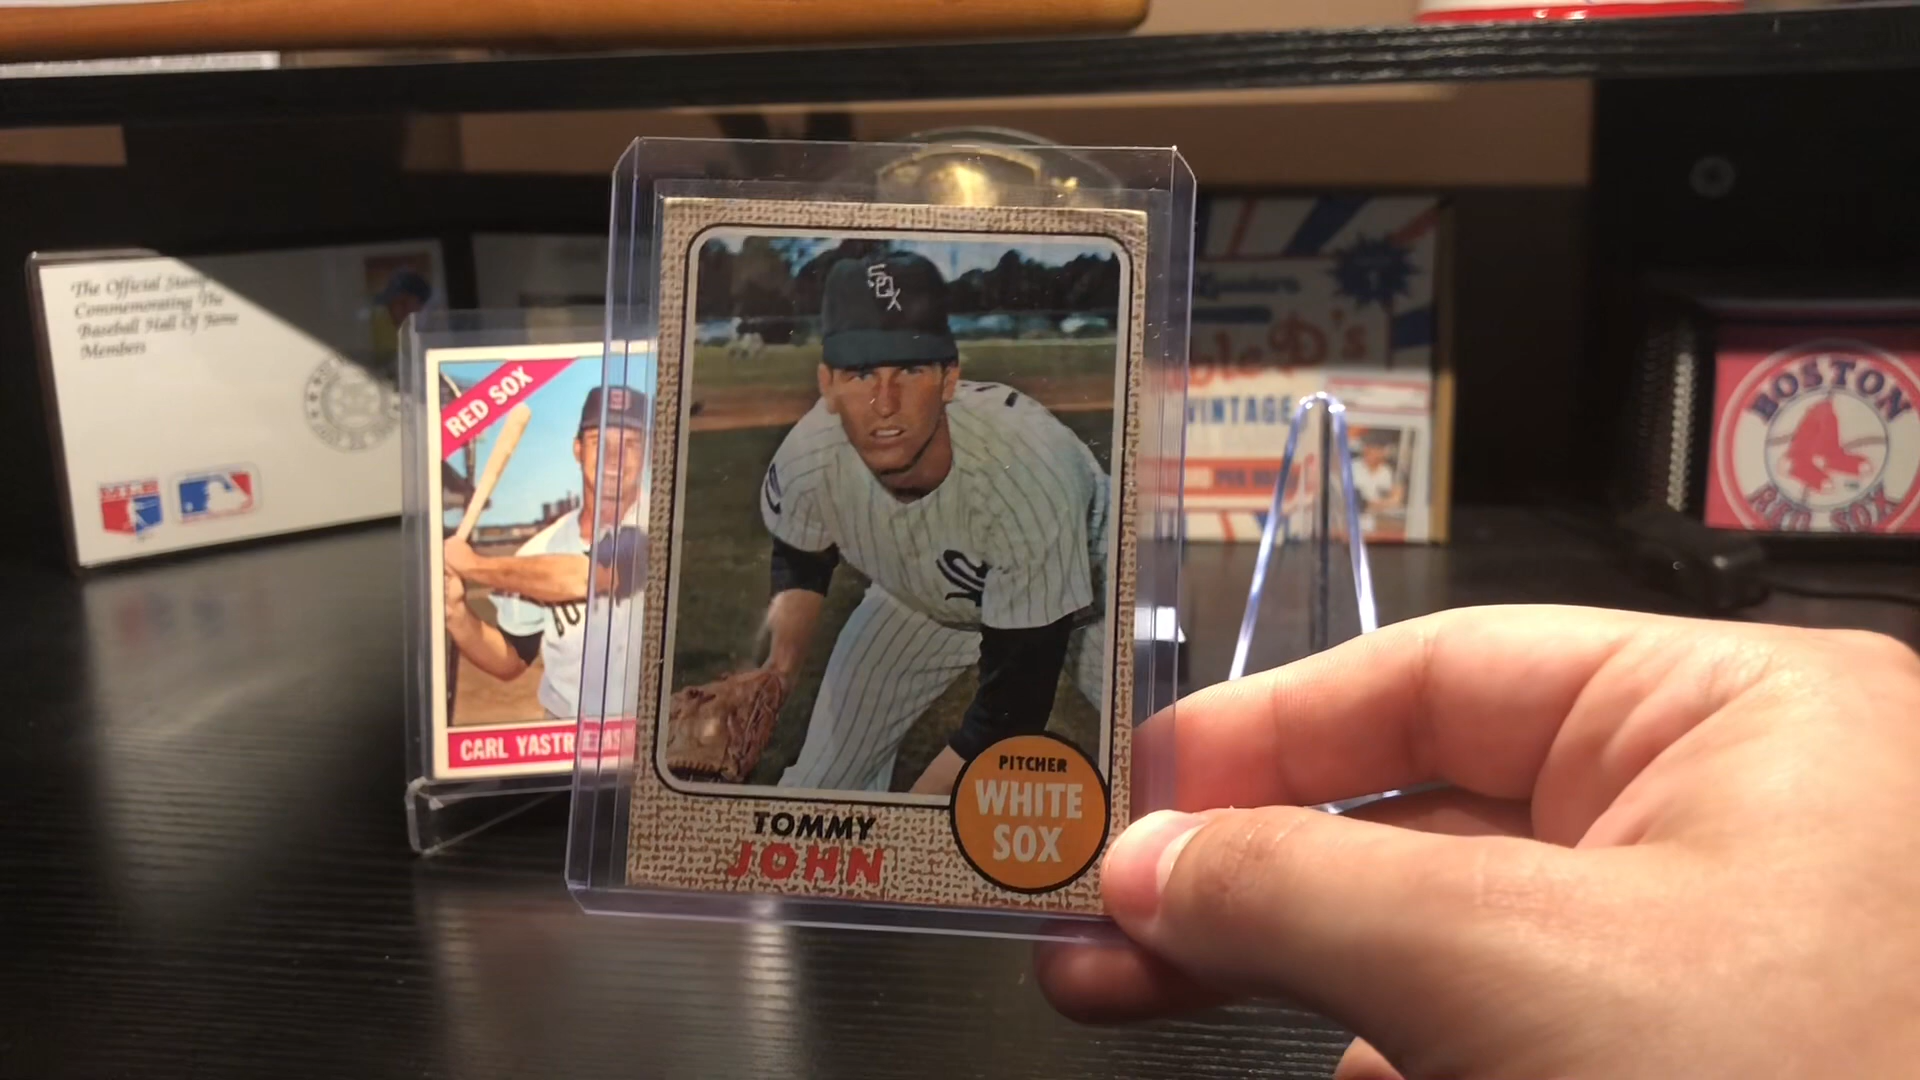 The Official Stamp
Commemorating The
Baseball Hall Of Fame
Members
RED SOX
CARL YASTRZEMS
SOX
PITCHER
WHITE
SOX
TOMMY
JOHN
VINTAGE
BOSTON
RED SOX